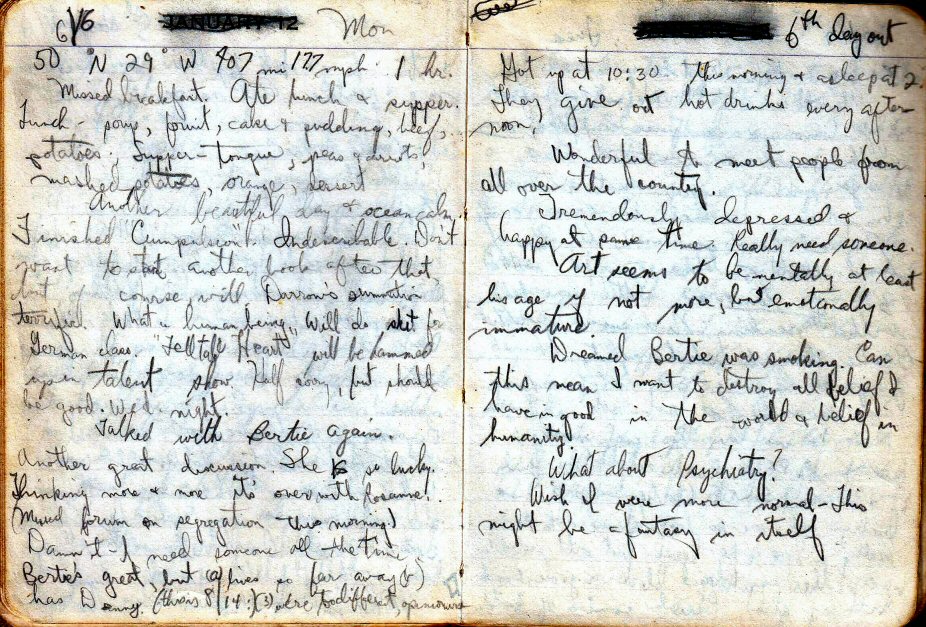 6/6 JANUARY 12 Mon
50 °N 29° W 407 mi 17 mph. 1 hr.
Missed breakfast. Ate lunch & supper.
Lunch - soup, fruit, cake & pudding, beef,
potatoes; Supper - tongue, peas & carrots,
mashed potatoes, orange, desert
Another beautiful day & ocean calm.
Finished "Compulsion". Indescribable. Don't
want to start another book after that,
but of course will. Darrow's summation
terrific. What a human being. Will do skit for
German class. "Tell tale Heart" will be hammed
up in talent show. Half corny, but should
be good. Wed. night.
Talked with Bertie again.
Another great discussion. She is so lucky.
Thinking more & more it's over with Rosanne.
(Missed forum on segregation this morning!)
Damn it - I need someone all the time
Bertie's great, but (a) lives so far away (b)
has Danny (this is 8/14:) (3) we're too different, opinionwise
6th day out
Got up at 10:30 this morning & asleep at 2.
They give out hot drinks every after-
noon.
Wonderful to meet people from
all over the country.
Tremendously depressed &
happy at same time. Really need someone.
Art seems to be mentally at least
his age if not more, but emotionally
immature
Dreamed Bertie was smoking. Can
this mean I want to destroy all belief I
have in good in the world & belief in
humanity?
What about Psychiatry?
Wish I were more normal - This
might be a fantasy in itself